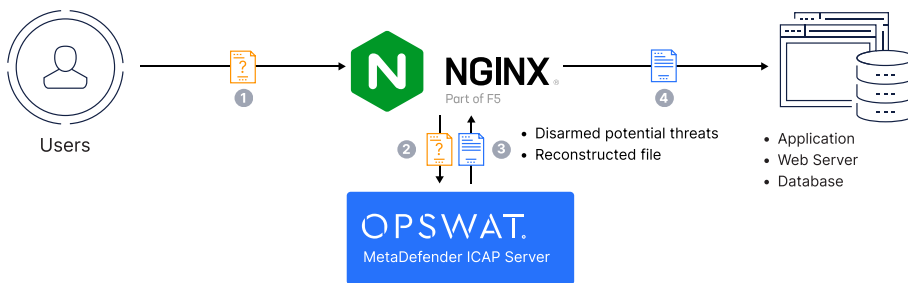 ?
1
Users
N
NGINX
®
Part of F5
4
2
?
3
• Disarmed potential threats
• Reconstructed file
• Application
• Web Server
• Database
OPSWAT.
MetaDefender ICAP Server